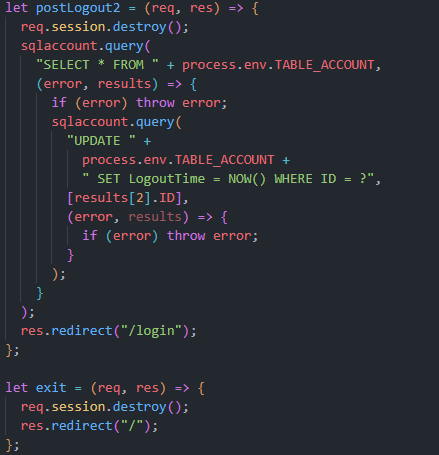 let postLogout2 = (req, res) => {
  req.session.destroy();
  sqlaccount.query(
    "SELECT * FROM " + process.env.TABLE_ACCOUNT,
    (error, results) => {
      if (error) throw error;
      sqlaccount.query(
        "UPDATE " +
          process.env.TABLE_ACCOUNT +
          " SET LogoutTime = NOW() WHERE ID = ?",
        [results[2].ID],
        (error, results) => {
          if (error) throw error;
        }
      );
    }
  );
  res.redirect("/login");
};

let exit = (req, res) => {
  req.session.destroy();
  res.redirect("/");
};